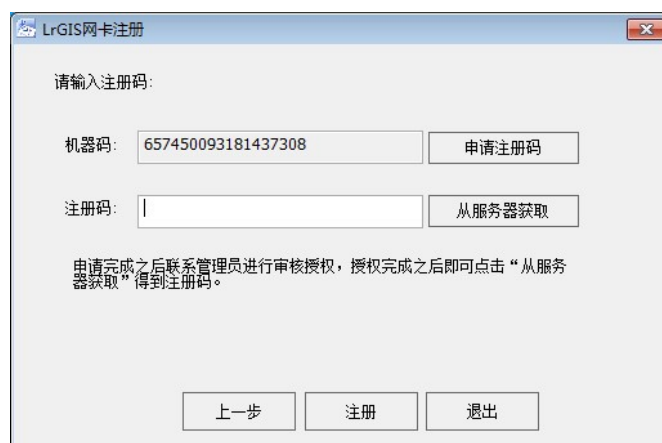 LrGIS网卡注册
请输入注册码:
机器码: 657450093181437308 申请注册码
注册码: 从服务器获取
申请完成之后联系管理员进行审核授权，授权完成之后即可点击“从服务
器获取”得到注册码。
上一步 注册 退出